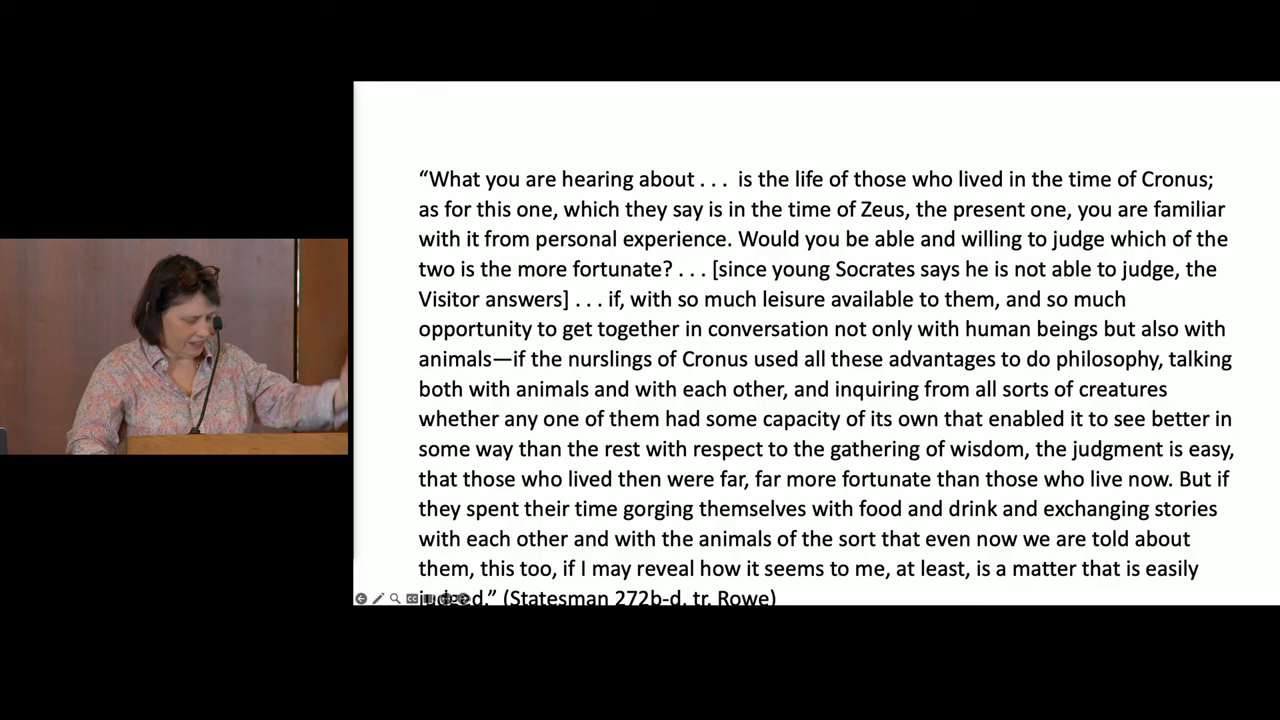 “What you are hearing about . . .  is the life of those who lived in the time of Cronus;
as for this one, which they say is in the time of Zeus, the present one, you are familiar
with it from personal experience. Would you be able and willing to judge which of the
two is the more fortunate? . . . [since young Socrates says he is not able to judge, the
Visitor answers] . . . if, with so much leisure available to them, and so much
opportunity to get together in conversation not only with human beings but also with
animals—if the nurslings of Cronus used all these advantages to do philosophy, talking
both with animals and with each other, and inquiring from all sorts of creatures
whether any one of them had some capacity of its own that enabled it to see better in
some way than the rest with respect to the gathering of wisdom, the judgment is easy,
that those who lived then were far, far more fortunate than those who live now. But if
they spent their time gorging themselves with food and drink and exchanging stories
with each other and with the animals of the sort that even now we are told about
them, this too, if I may reveal how it seems to me, at least, is a matter that is easily
judged.” (Statesman 272b-d, tr. Rowe)